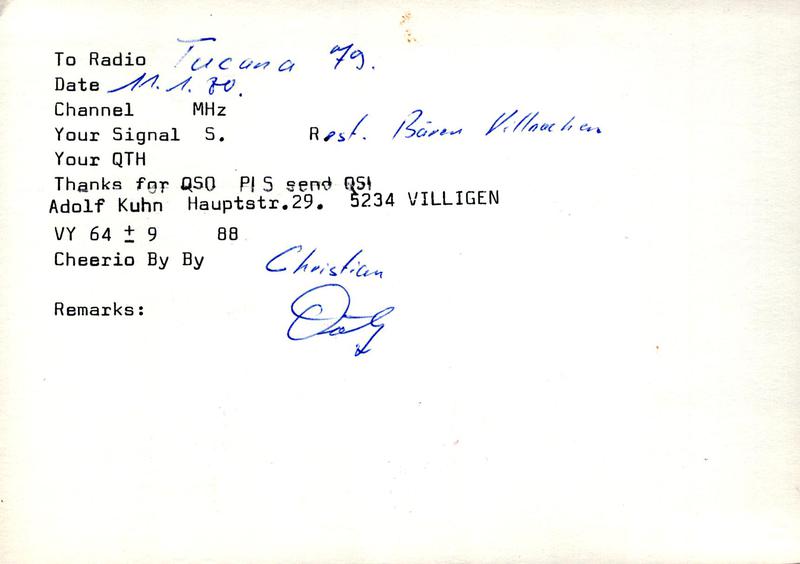 To Radio Tucana 79.
Date 11.1.80.
Channel MHz
Your Signal S. Rest. Bären Villnachern
Your QTH
Thanks for QSO PLS send QSL
Adolf Kuhn Hauptstr.29. 5234 VILLIGEN
VY 64 ± 9 88
Cheerio By By Christian
Remarks: